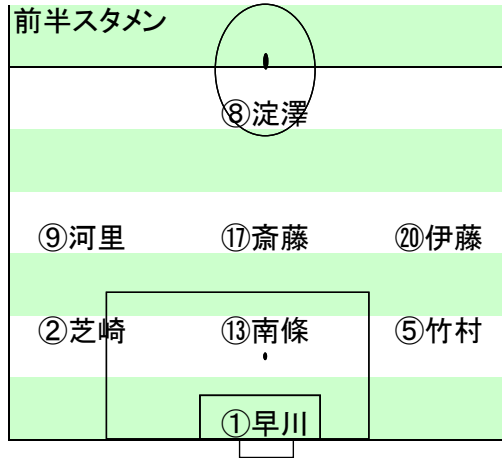 前半スタメン
⑧淀澤
⑨河里
⑰斎藤
⑳伊藤
②芝崎
⑬南條
⑤竹村
①早川